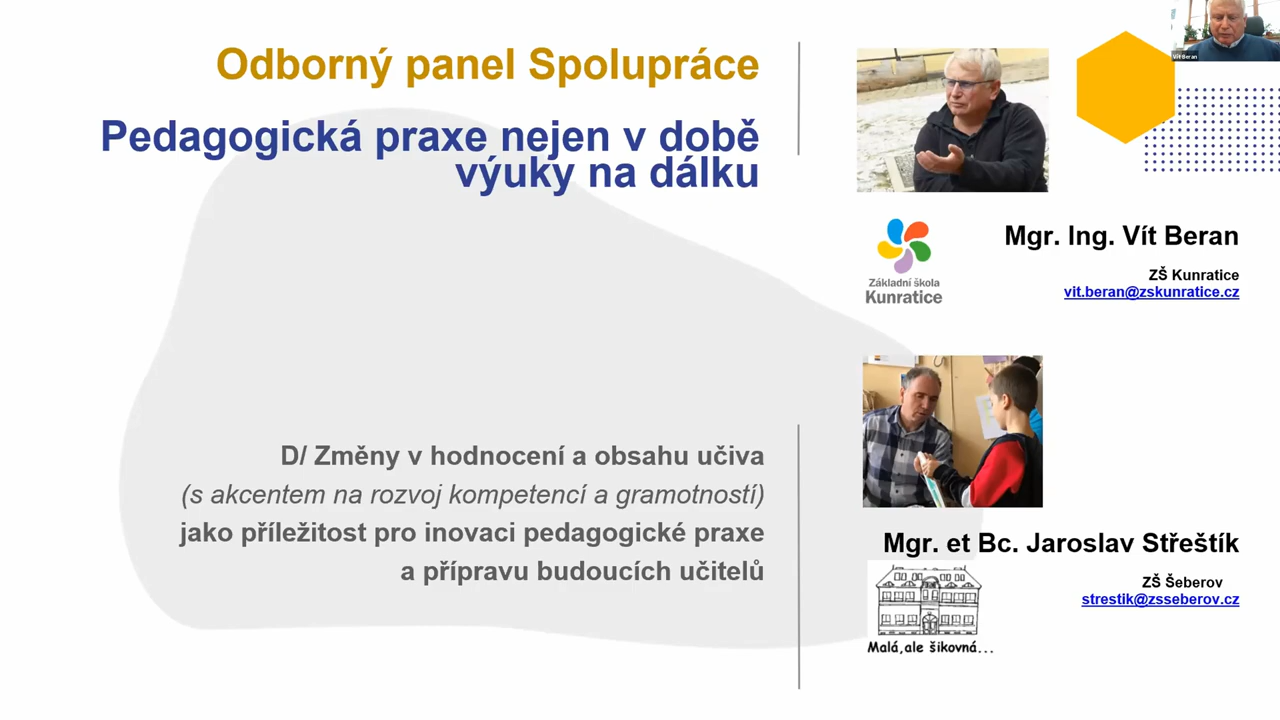 Odborný panel Spolupráce
Pedagogická praxe nejen v době
výuky na dálku
D/ Změny v hodnocení a obsahu učiva
(s akcentem na rozvoj kompetencí a gramotností)
jako příležitost pro inovaci pedagogické praxe
a přípravu budoucích učitelů
Vít Beran
Základní škola
Kunratice
Mgr. Ing. Vít Beran
ZŠ Kunratice
vit.beran@zskunratice.cz
Mgr. et Bc. Jaroslav Střeštík
ZŠ Šeberov
strestik@zsseberov.cz
Malá,ale šikovná...